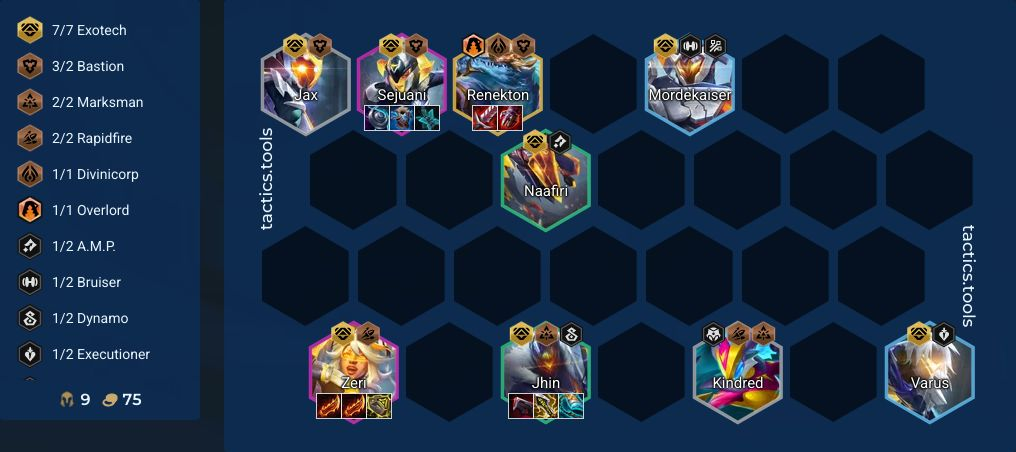 7/7 Exotech
3/2 Bastion
2/2 Marksman
2/2 Rapidfire
1/1 Divinicorp
1/1 Overlord
1/2 A.M.P.
1/2 Bruiser
1/2 Dynamo
1/2 Executioner
9 75
Jax
Sejuani
Renekton
Mordekaiser
tactics.tools
Naafiri
tactics.tools
Zeri
Jhin
Kindred
Varus